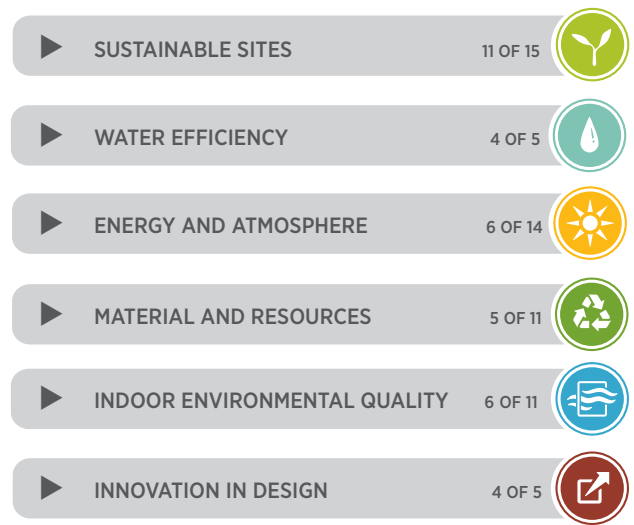 SUSTAINABLE SITES 11 OF 15
WATER EFFICIENCY 4 OF 5
ENERGY AND ATMOSPHERE 6 OF 14
MATERIAL AND RESOURCES 5 OF 11
INDOOR ENVIRONMENTAL QUALITY 6 OF 11
INNOVATION IN DESIGN 4 OF 5